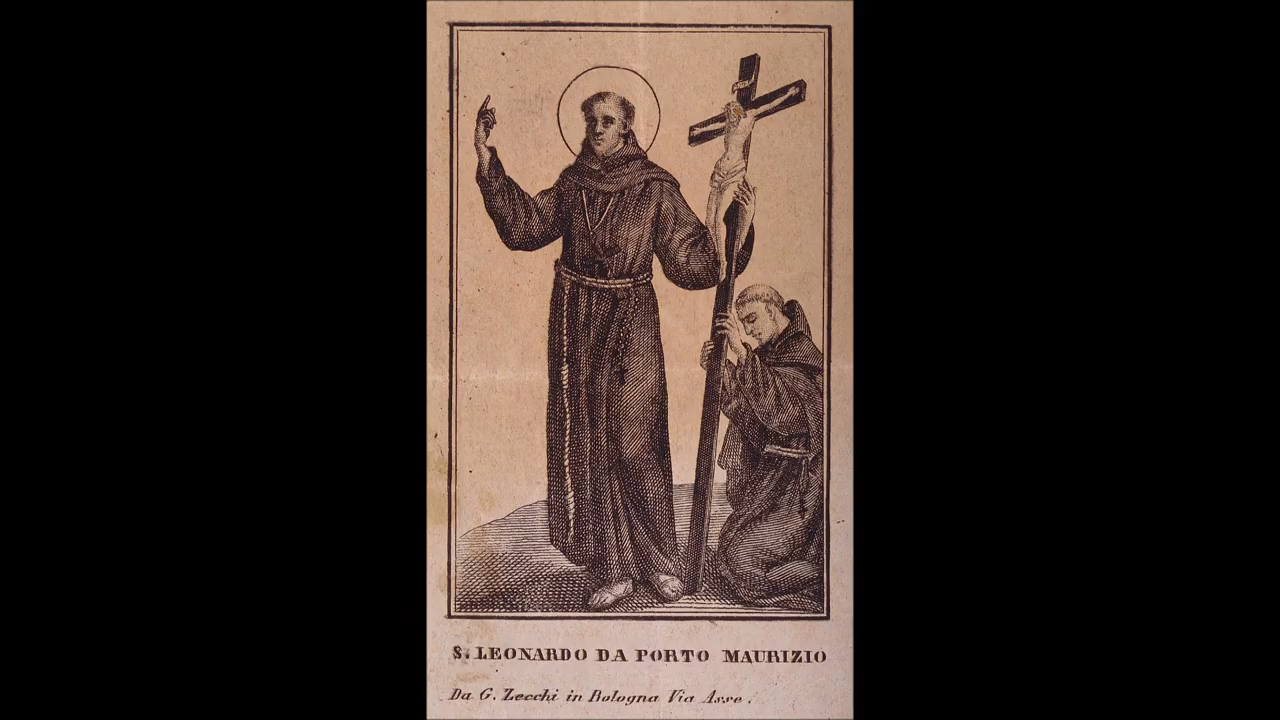 S. LEONARDO DA PORTO MAURIZIO
Da G. Zecchi in Bologna Via Asse.